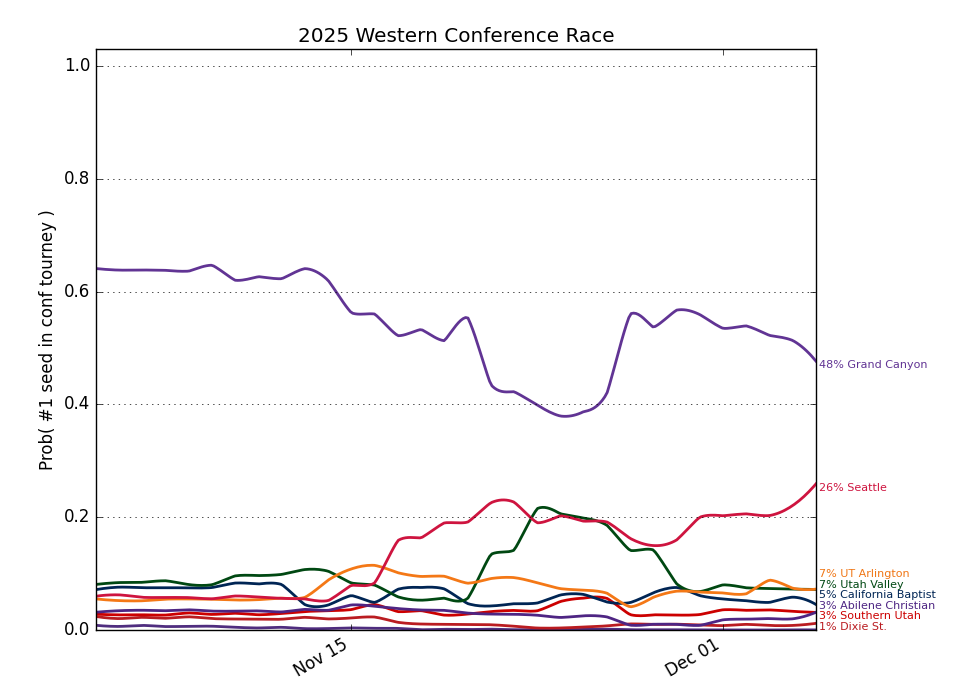 2025 Western Conference Race
Prob( #1 seed in conf tourney )
1.0
0.8
0.6
0.4
0.2
0.0
Nov 15
Dec 01
48% Grand Canyon
26% Seattle
7% UT Arlington
7% Utah Valley
5% California Baptist
3% Abilene Christian
3% Southern Utah
1% Dixie St.